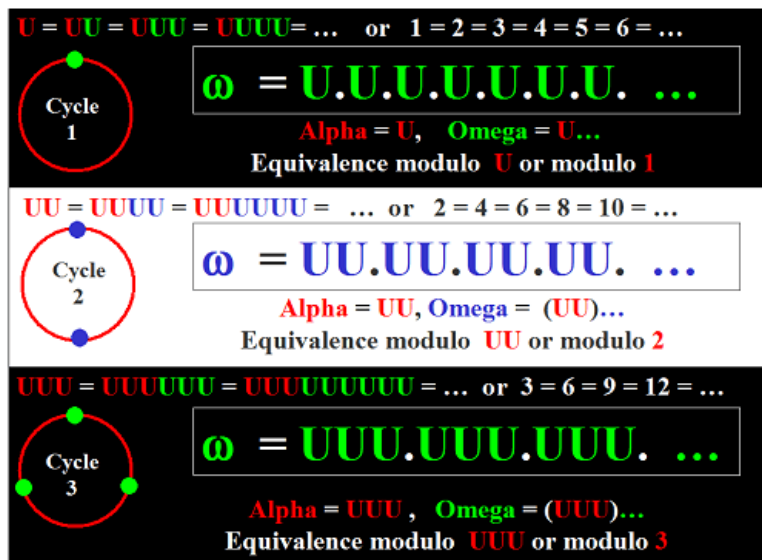 U = UU = UUU = UUUU= … or 1 = 2 = 3 = 4 = 5 = 6 = …
Cycle
1
ω = U.U.U.U.U.U.U. …
Alpha = U, Omega = U…
Equivalence modulo U or modulo 1
UU = UUUU = UUUUUU = … or 2 = 4 = 6 = 8 = 10 = …
Cycle
2
ω = UU.UU.UU.UU. …
Alpha = UU, Omega = (UU)…
Equivalence modulo UU or modulo 2
UUU = UUUUUU = UUUUUUUUU = … or 3 = 6 = 9 = 12 = …
Cycle
3
ω = UUU.UUU.UUU. …
Alpha = UUU , Omega = (UUU)…
Equivalence modulo UUU or modulo 3